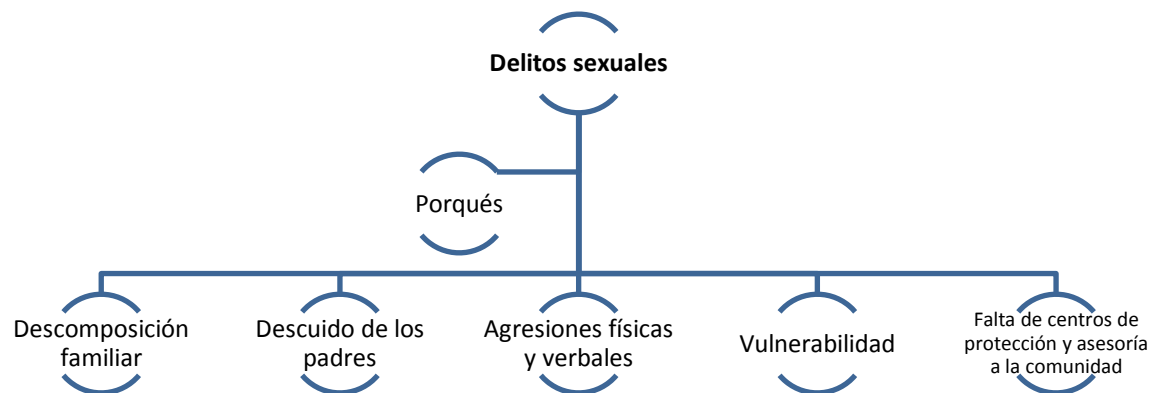 Delitos sexuales
Porqués
Descomposición
familiar
Descuido de los
padres
Agresiones físicas
y verbales
Vulnerabilidad
Falta de centros de
protección y asesoría
a la comunidad